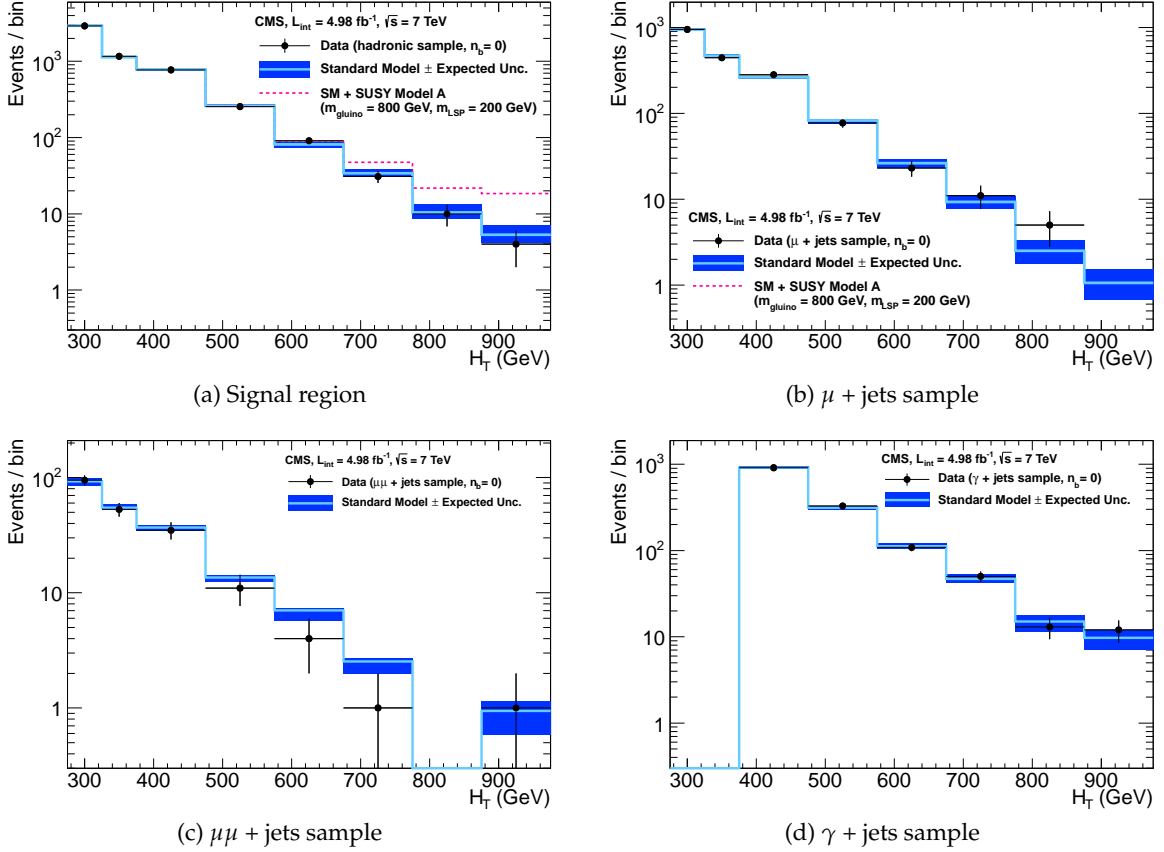 Events / bin
CMS, L_int = 4.98 fb⁻¹, √s = 7 TeV
Data (hadronic sample, n_b = 0)
Standard Model ± Expected Unc.
SM + SUSY Model A
(m_gluino = 800 GeV, m_LSP = 200 GeV)
10³
10²
10
1
300 400 500 600 700 800 900
H_T (GeV)
(a) Signal region
Events / bin
10³
10²
10
1
CMS, L_int = 4.98 fb⁻¹, √s = 7 TeV
Data (μ + jets sample, n_b = 0)
Standard Model ± Expected Unc.
SM + SUSY Model A
(m_gluino = 800 GeV, m_LSP = 200 GeV)
300 400 500 600 700 800 900
H_T (GeV)
(b) μ + jets sample
Events / bin
CMS, L_int = 4.98 fb⁻¹, √s = 7 TeV
Data (μμ + jets sample, n_b = 0)
Standard Model ± Expected Unc.
10²
10
1
300 400 500 600 700 800 900
H_T (GeV)
(c) μμ + jets sample
Events / bin
CMS, L_int = 4.98 fb⁻¹, √s = 7 TeV
Data (γ + jets sample, n_b = 0)
Standard Model ± Expected Unc.
10³
10²
10
1
300 400 500 600 700 800 900
H_T (GeV)
(d) γ + jets sample